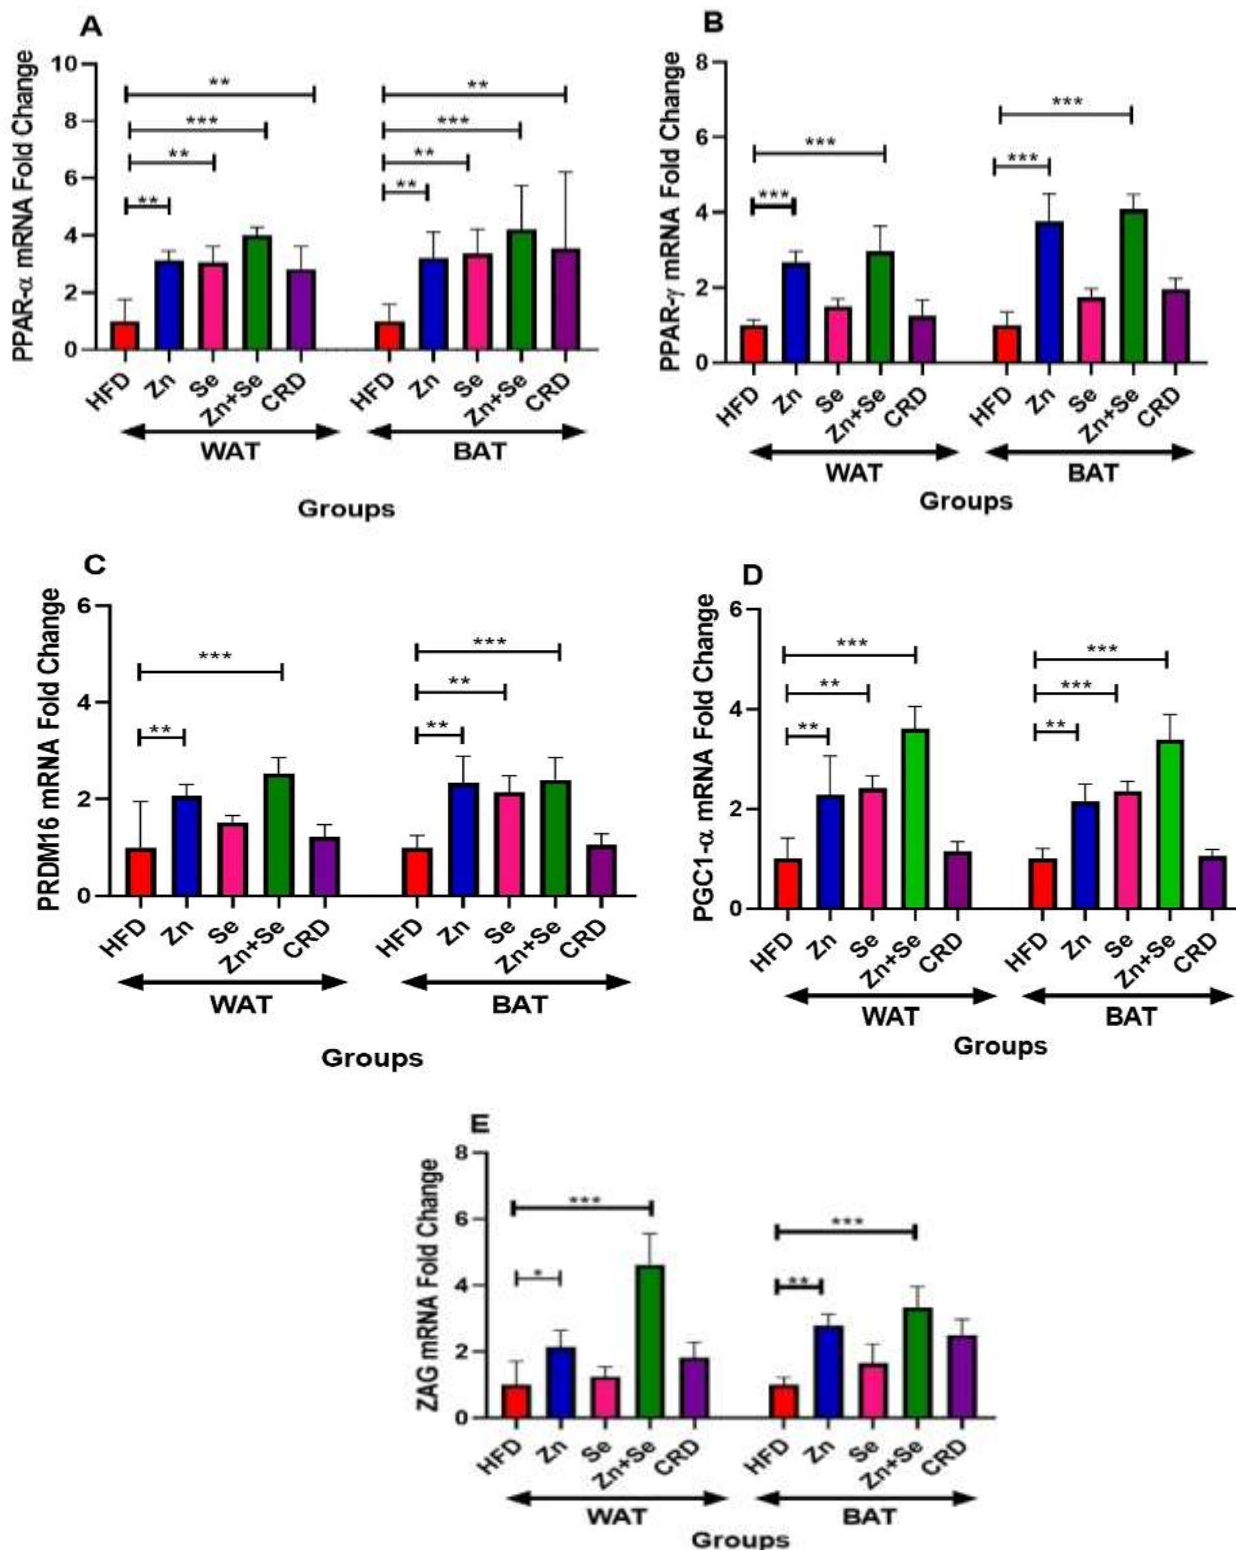 A
PPAR-α mRNA Fold Change
10
8
6
4
2
0
**
***
**
**
**
***
**
**
HFD Zn Se Zn+Se CRD HFD Zn Se Zn+Se CRD
WAT BAT
Groups
B
PPAR-γ mRNA Fold Change
8
6
4
2
0
***
***
***
***
HFD Zn Se Zn+Se CRD HFD Zn Se Zn+Se CRD
WAT BAT
Groups
C
PRDM16 mRNA Fold Change
6
4
2
0
***
**
***
**
**
HFD Zn Se Zn+Se CRD HFD Zn Se Zn+Se CRD
WAT BAT
Groups
D
PGC1-α mRNA Fold Change
6
4
2
0
***
**
**
***
***
**
HFD Zn Se Zn+Se CRD HFD Zn Se Zn+Se CRD
WAT BAT
Groups
E
ZAG mRNA Fold Change
8
6
4
2
0
***
*
***
**
HFD Zn Se Zn+Se CRD HFD Zn Se Zn+Se CRD
WAT BAT
Groups